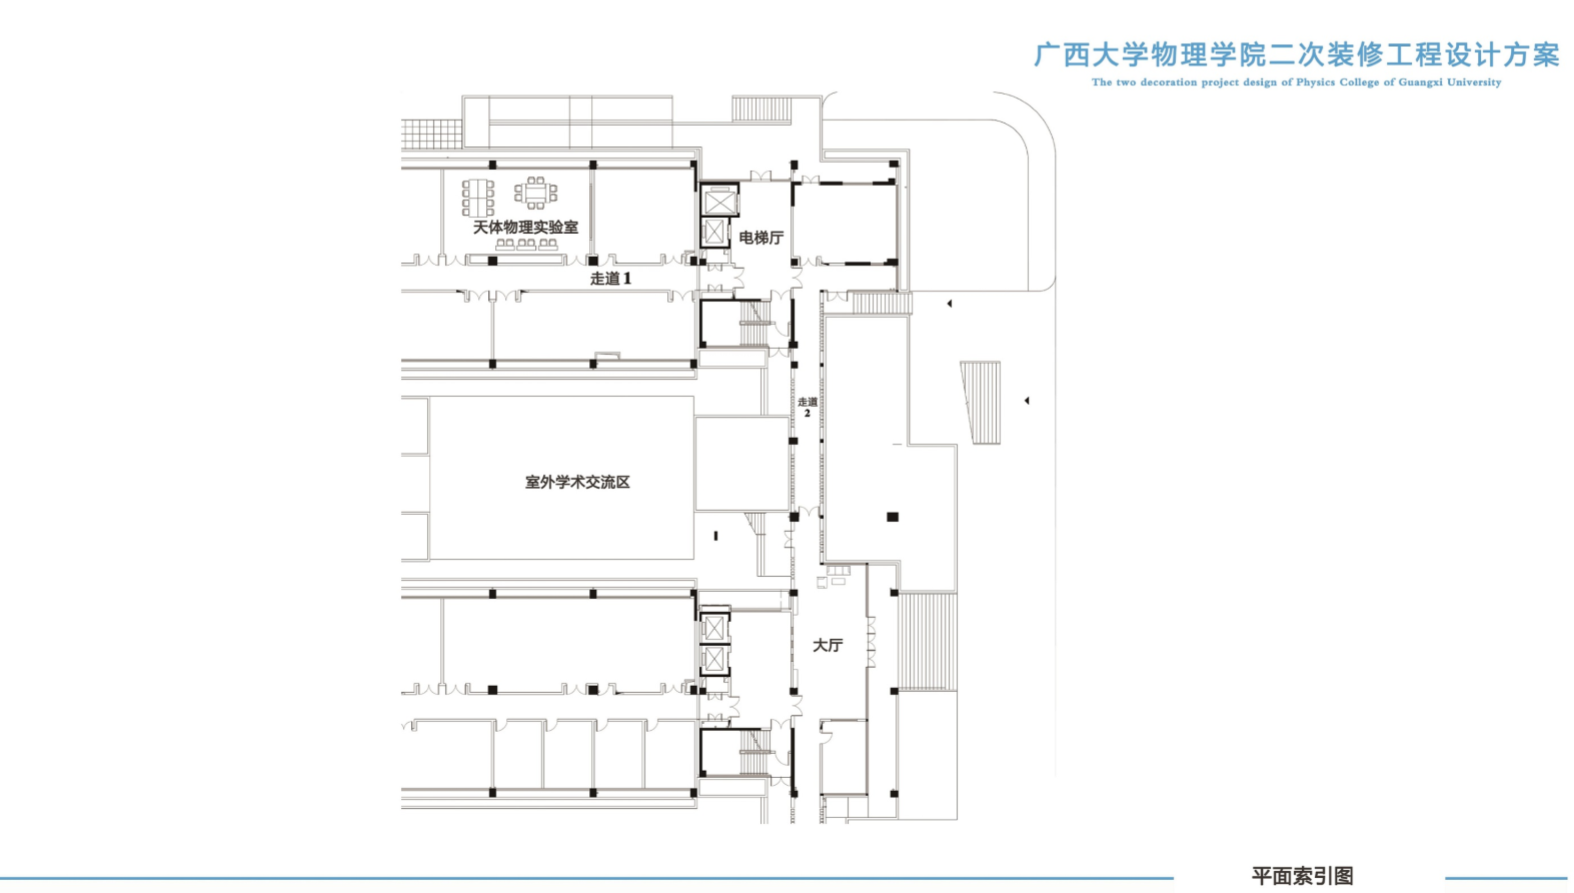 广西大学物理学院二次装修工程设计方案
The two decoration project design of Physics College of Guangxi University
天体物理实验室
电梯厅
走道1
走道
2
室外学术交流区
大厅
平面索引图